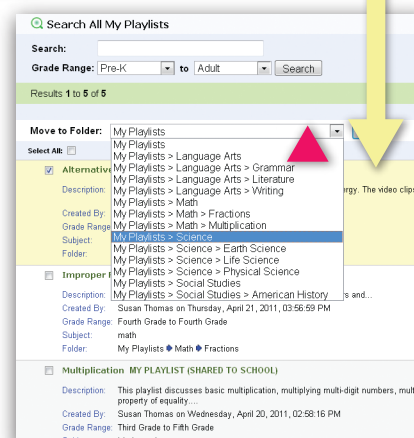 Search All My Playlists
Search:
Grade Range: Pre-K to Adult Search
Results 1 to 5 of 5
Move to Folder: My Playlists
My Playlists
My Playlists > Language Arts
My Playlists > Language Arts > Grammar
My Playlists > Language Arts > Literature
My Playlists > Language Arts > Writing
My Playlists > Math
My Playlists > Math > Fractions
My Playlists > Math > Multiplication
My Playlists > Science
My Playlists > Science > Earth Science
My Playlists > Science > Life Science
My Playlists > Science > Physical Science
My Playlists > Social Studies
My Playlists > Social Studies > American History
Select All:
Alternative
Description: The video clips
Created By:
Grade Range
Subject:
Folder:
Improper
Description: and...
Created By: Susan Thomas on Thursday, April 21, 2011, 03:56:59 PM
Grade Range: Fourth Grade to Fourth Grade
Subject: math
Folder: My Playlists Math Fractions
Multiplication MY PLAYLIST (SHARED TO SCHOOL)
Description: This playlist discusses basic multiplication, multiplying multi-digit numbers,
property of equality....
Created By: Susan Thomas on Wednesday, April 20, 2011, 02:58:16 PM
Grade Range: Third Grade to Fifth Grade